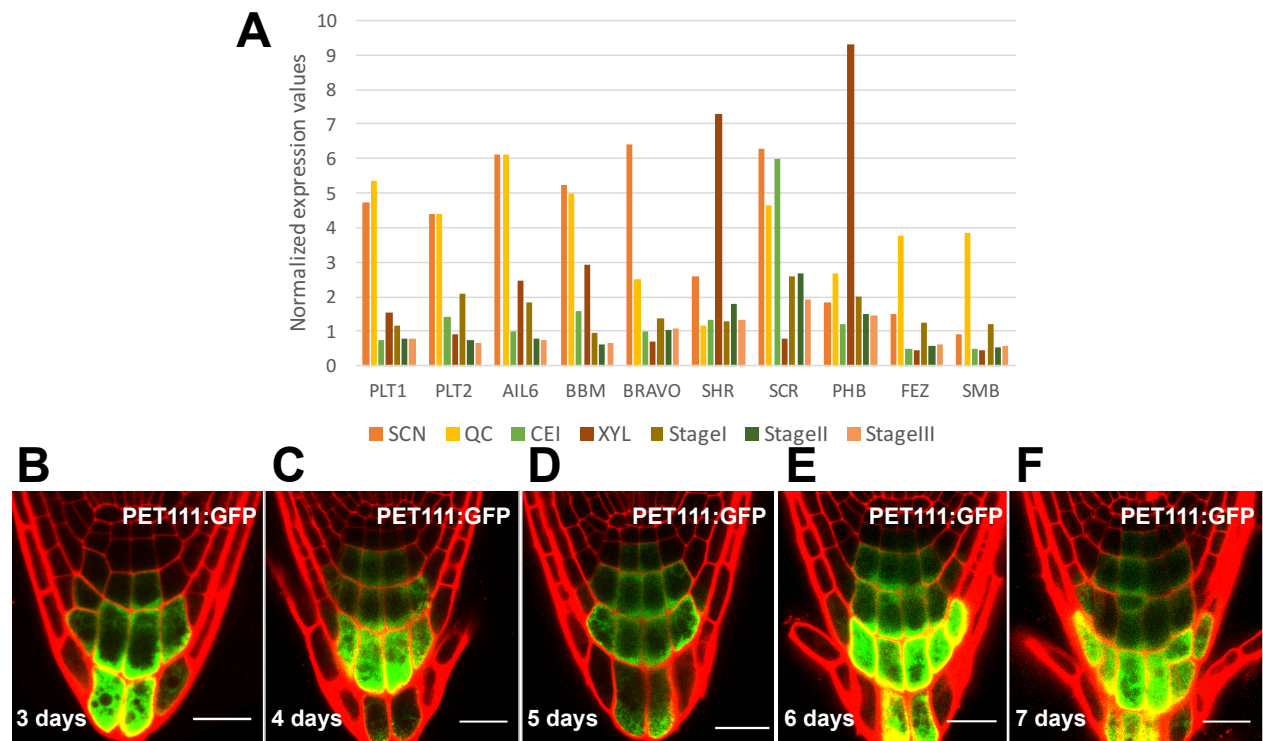 A
Normalized expression values
10
9
8
7
6
5
4
3
2
1
0
PLT1 PLT2 AIL6 BBM BRAVO SHR SCR PHB FEZ SMB
SCN QC CEI XYL StageI StageII StageIII
B C D E F
PET111:GFP PET111:GFP PET111:GFP PET111:GFP PET111:GFP
3 days 4 days 5 days 6 days 7 days